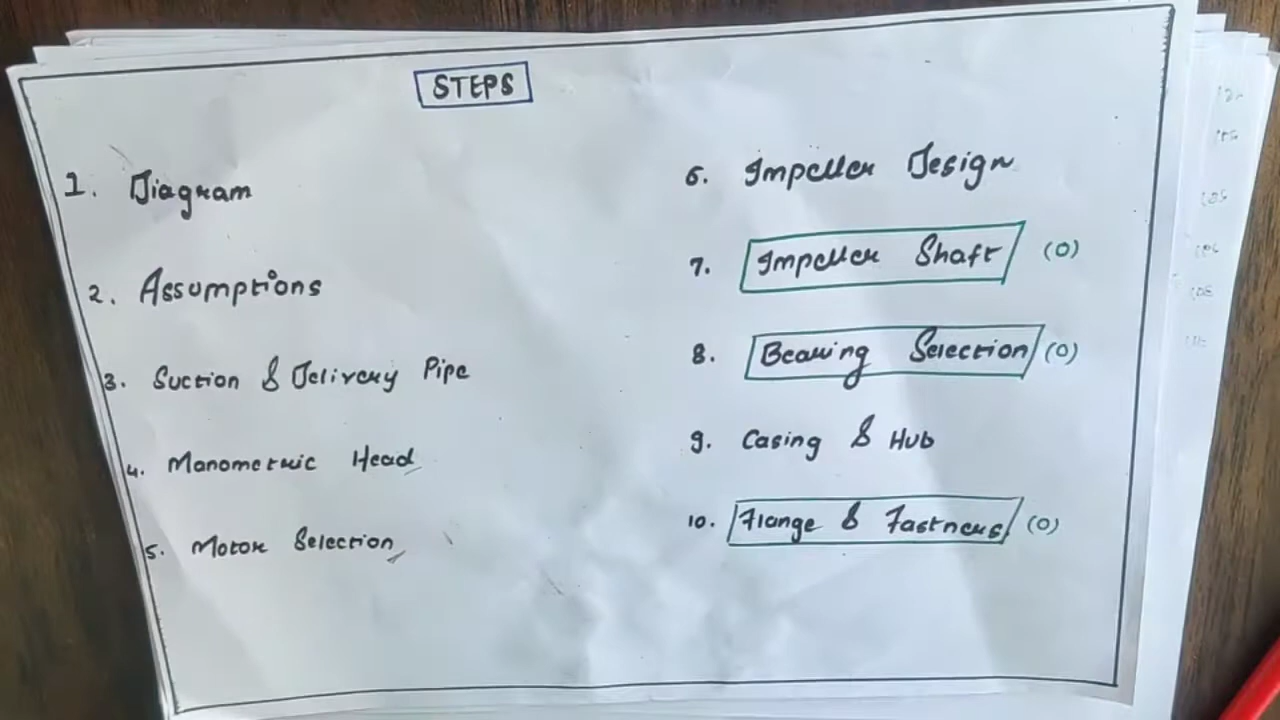 STEPS
1. Diagram
2. Assumptions
3. Suction & Delivery Pipe
4. Manometric Head
5. Motor Selection
6. Impeller Design
7. Impeller Shaft (0)
8. Bearing Selection (0)
9. Casing & Hub
10. Flange & Fastners (0)